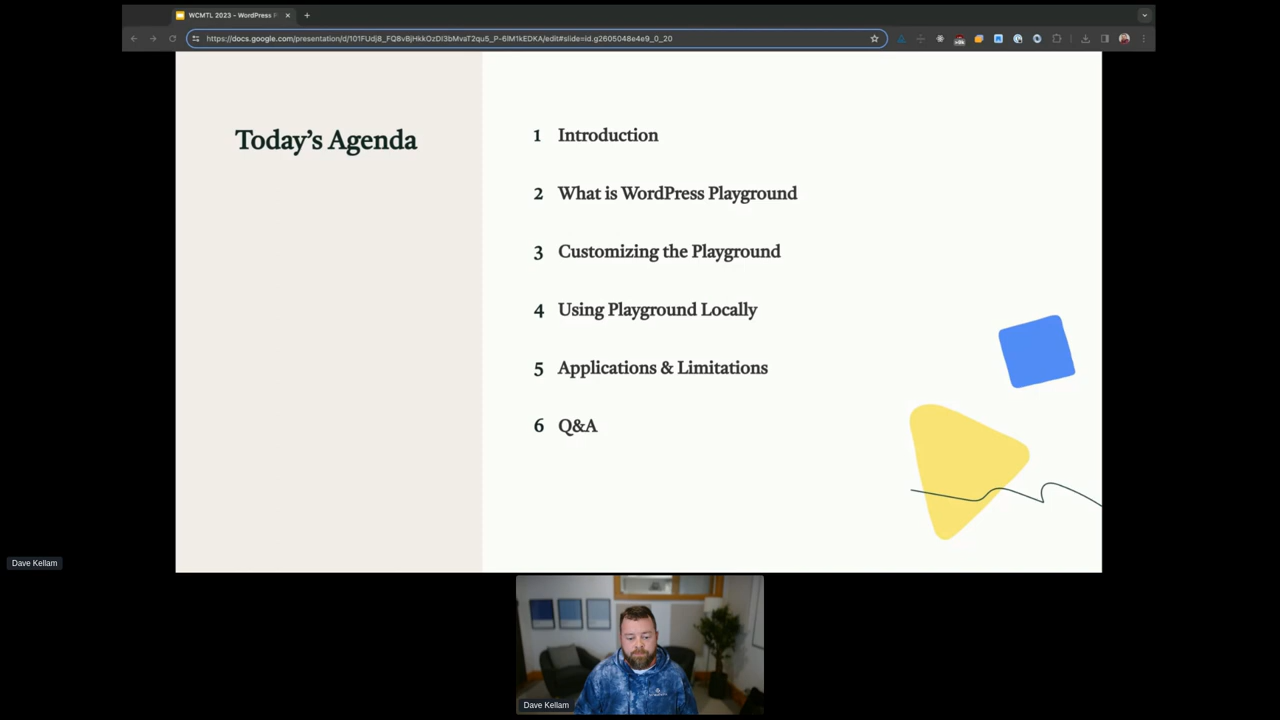 WCMTL 2023 - WordPress P
https://docs.google.com/presentation/d/101FUdj8_FQ8vBjHkkOzDl3bMvaT2qu5_P-6lM1kEDKA/edit#slide=id.g2605048e4e9_0_20
Today's Agenda
1 Introduction
2 What is WordPress Playground
3 Customizing the Playground
4 Using Playground Locally
5 Applications & Limitations
6 Q&A
Dave Kellam
Dave Kellam